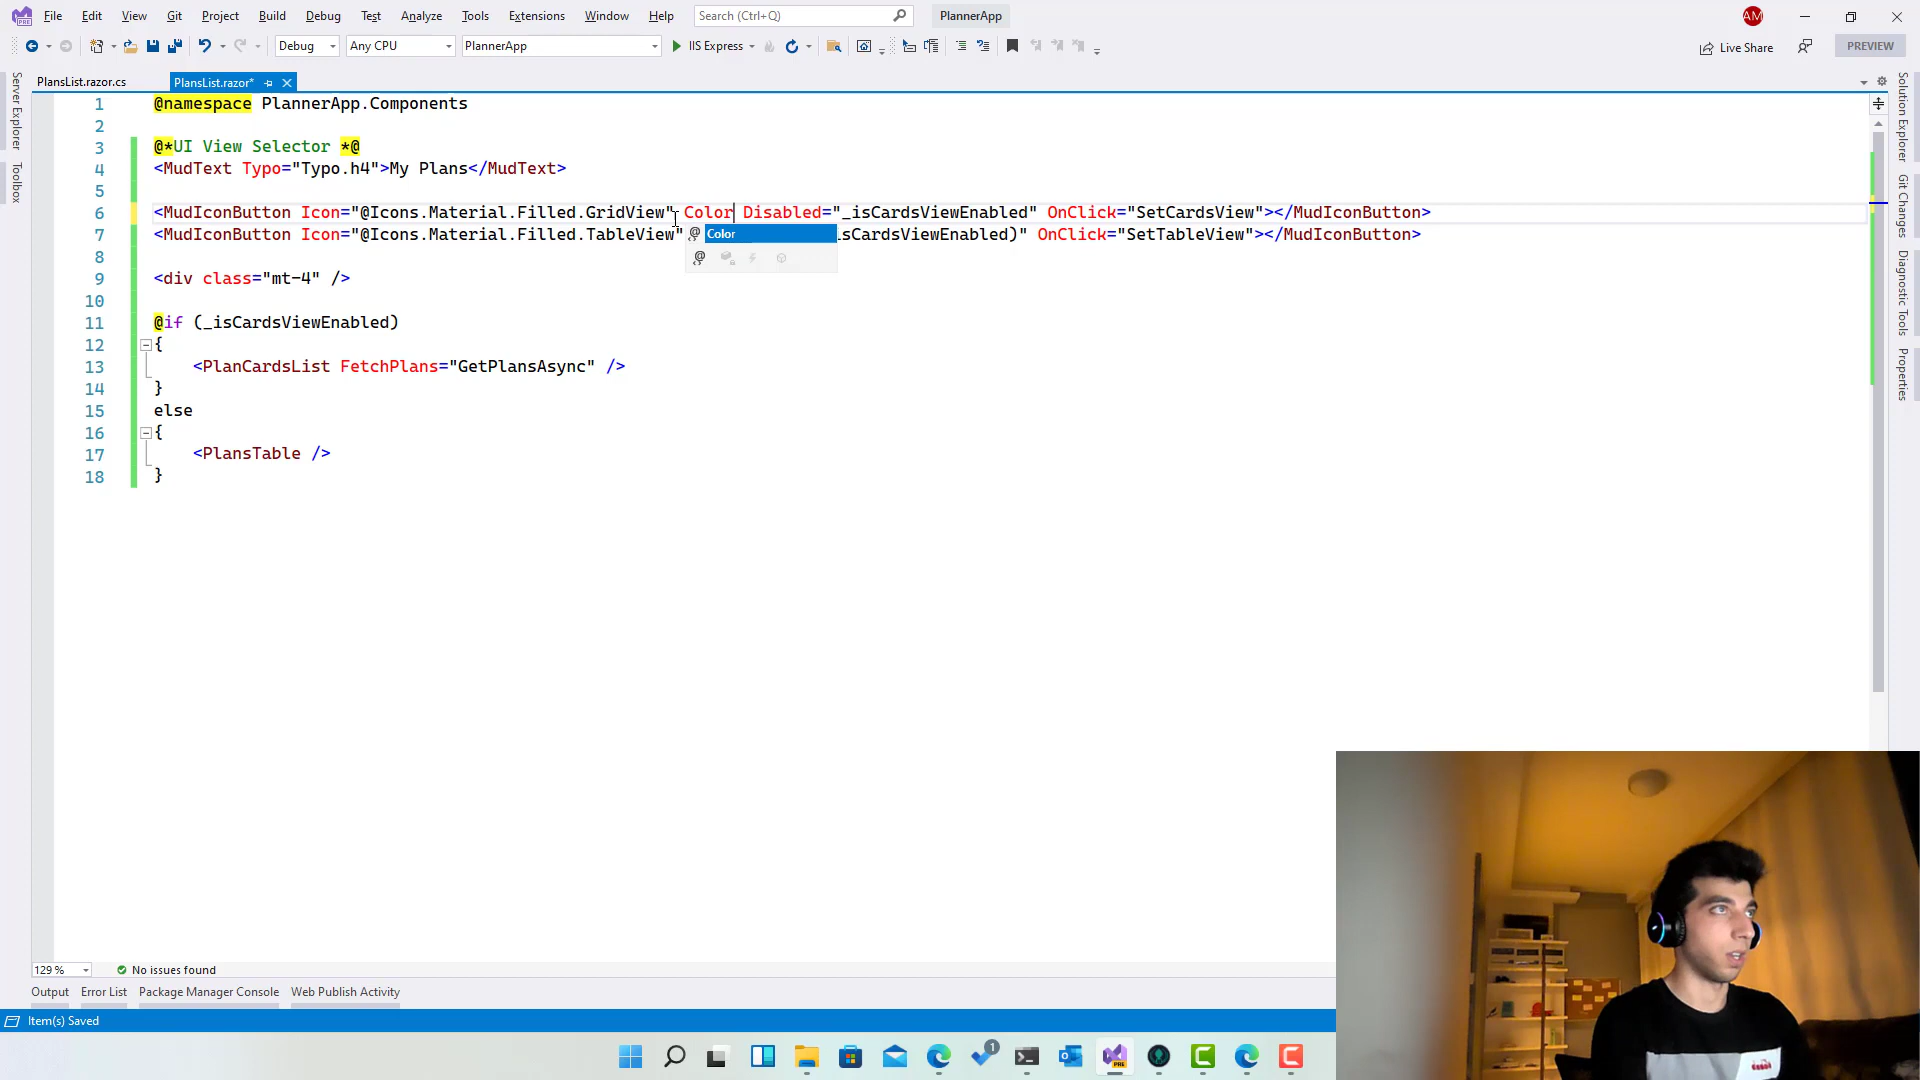 File Edit View Git Project Build Debug Test Analyze Tools Extensions Window Help Search (Ctrl+Q) PlannerApp AM
Debug Any CPU PlannerApp IIS Express Live Share PREVIEW
PlansList.razor.cs PlansList.razor*
Server Explorer
Toolbox
1 @namespace PlannerApp.Components
2
3 @*UI View Selector *@
4 <MudText Typo="Typo.h4">My Plans</MudText>
5
6 <MudIconButton Icon="@Icons.Material.Filled.GridView" Color Disabled="_isCardsViewEnabled" OnClick="SetCardsView"></MudIconButton>
7 <MudIconButton Icon="@Icons.Material.Filled.TableView" sCardsViewEnabled)" OnClick="SetTableView"></MudIconButton>
Color
8
9 <div class="mt-4" />
10
11 @if (_isCardsViewEnabled)
12 {
13 <PlanCardsList FetchPlans="GetPlansAsync" />
14 }
15 else
16 {
17 <PlansTable />
18 }
Solution Explorer
Git Changes
Diagnostic Tools
Properties
129 % No issues found
Output Error List Package Manager Console Web Publish Activity
Item(s) Saved
1
PRE